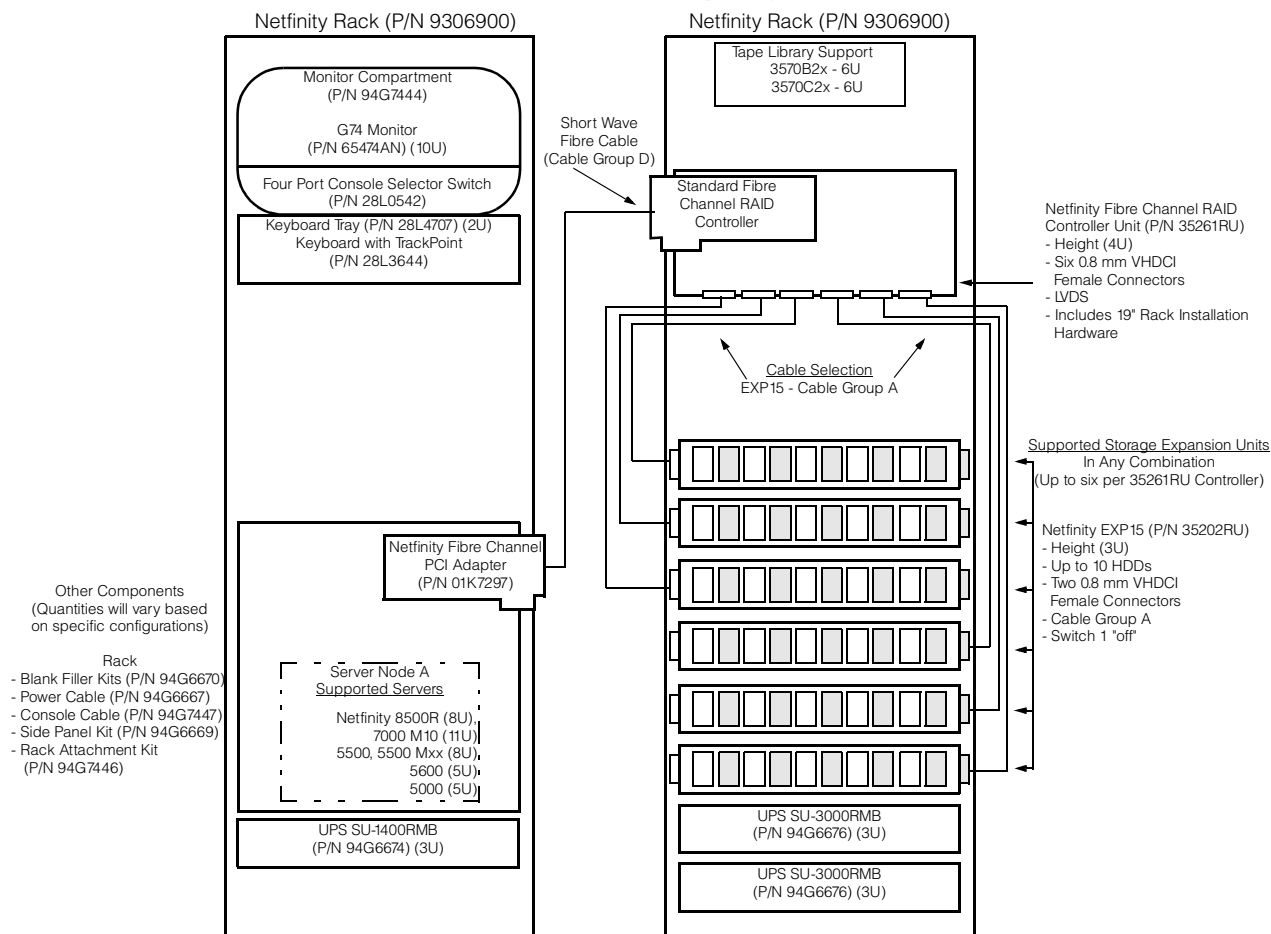 Netfinity Rack (P/N 9306900)
Monitor Compartment
(P/N 94G7444)
G74 Monitor
(P/N 65474AN) (10U)
Four Port Console Selector Switch
(P/N 28L0542)
Keyboard Tray (P/N 28L4707) (2U)
Keyboard with TrackPoint
(P/N 28L3644)
Short Wave
Fibre Cable
(Cable Group D)
Netfinity Rack (P/N 9306900)
Tape Library Support
3570B2x - 6U
3570C2x - 6U
Standard Fibre
Channel RAID
Controller
Netfinity Fibre Channel RAID
Controller Unit (P/N 35261RU)
- Height (4U)
- Six 0.8 mm VHDCI
Female Connectors
- LVDS
- Includes 19" Rack Installation
Hardware
Cable Selection
EXP15 - Cable Group A
Supported Storage Expansion Units
In Any Combination
(Up to six per 35261RU Controller)
Netfinity EXP15 (P/N 35202RU)
- Height (3U)
- Up to 10 HDDs
- Two 0.8 mm VHDCI
Female Connectors
- Cable Group A
- Switch 1 "off"
Netfinity Fibre Channel
PCI Adapter
(P/N 01K7297)
Other Components
(Quantities will vary based
on specific configurations)
Rack
- Blank Filler Kits (P/N 94G6670)
- Power Cable (P/N 94G6667)
- Console Cable (P/N 94G7447)
- Side Panel Kit (P/N 94G6669)
- Rack Attachment Kit
(P/N 94G7446)
Server Node A
Supported Servers
Netfinity 8500R (8U),
7000 M10 (11U)
5500, 5500 Mxx (8U)
5600 (5U)
5000 (5U)
UPS SU-1400RMB
(P/N 94G6674) (3U)
UPS SU-3000RMB
(P/N 94G6676) (3U)
UPS SU-3000RMB
(P/N 94G6676) (3U)